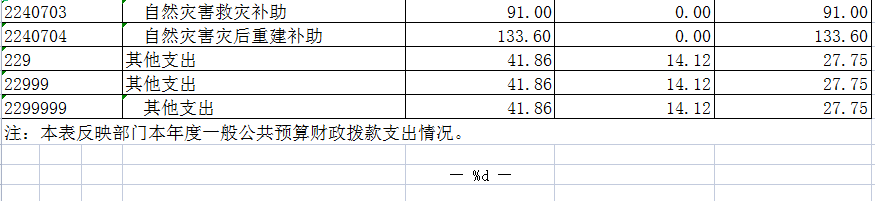 2240703 自然灾害救灾补助 91.00 0.00 91.00
2240704 自然灾害灾后重建补助 133.60 0.00 133.60
229 其他支出 41.86 14.12 27.75
22999 其他支出 41.86 14.12 27.75
2299999 其他支出 41.86 14.12 27.75
注：本表反映部门本年度一般公共预算财政拨款支出情况。
— %d —